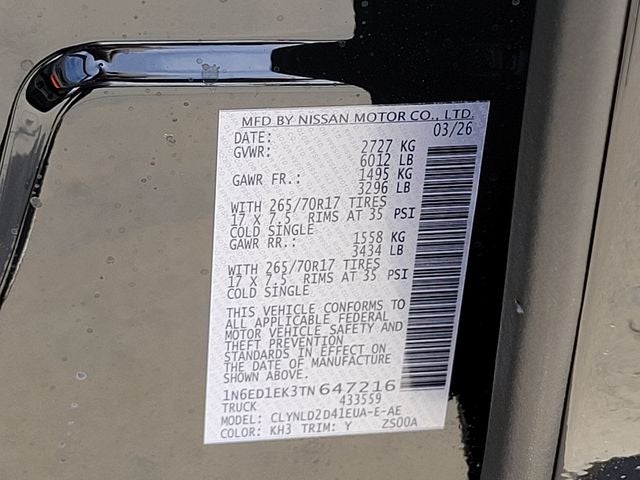 MFD BY NISSAN MOTOR CO., LTD.
DATE: 03/26
GVWR: 2727 KG
6012 LB
GAWR FR.: 1495 KG
3296 LB
WITH 265/70R17 TIRES
17 X 7.5 RIMS AT 35 PSI
COLD SINGLE
GAWR RR.: 1558 KG
3434 LB
WITH 265/70R17 TIRES
17 X 7.5 RIMS AT 35 PSI
COLD SINGLE
THIS VEHICLE CONFORMS TO
ALL APPLICABLE FEDERAL
MOTOR VEHICLE SAFETY AND
THEFT PREVENTION
STANDARDS IN EFFECT ON
THE DATE OF MANUFACTURE
SHOWN ABOVE.
1N6ED1EK3TN647216
TRUCK 433559
MODEL: CLYNLD2D41EUA-E-AE
COLOR: KH3 TRIM: Y ZS00A